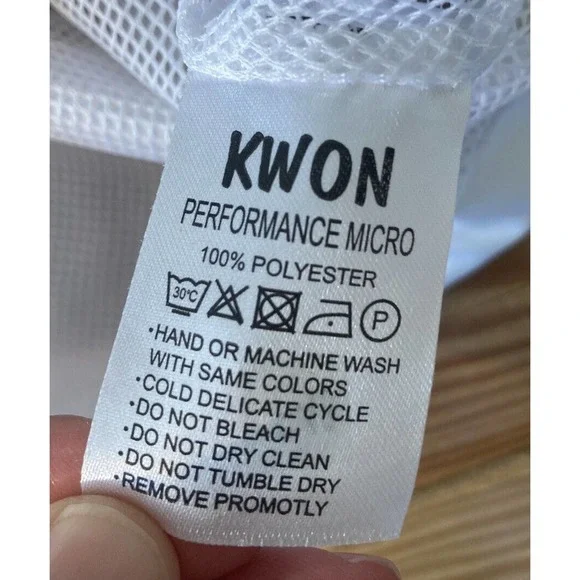 KWON
PERFORMANCE MICRO
100% POLYESTER
30°C P
·HAND OR MACHINE WASH
WITH SAME COLORS
·COLD DELICATE CYCLE
·DO NOT BLEACH
·DO NOT DRY CLEAN
·DO NOT TUMBLE DRY
·REMOVE PROMOTLY